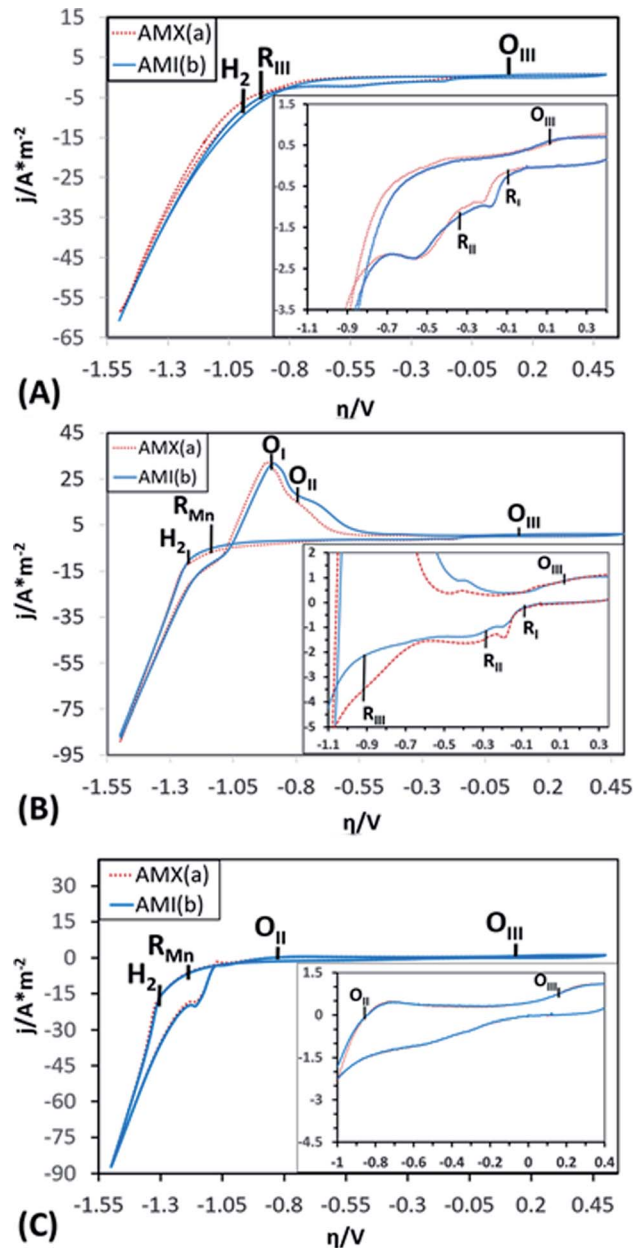 15
5
-5
-15
-25
-35
-45
-55
-65
j/A*m-2
AMX(a)
AMI(b)
H2
RIII
OIII
1.5
0.5
-0.5
-1.5
-2.5
-3.5
OIII
RI
RII
-1.1 -0.9 -0.7 -0.5 -0.3 -0.1 0.1 0.3
-1.55 -1.3 -1.05 -0.8 -0.55 -0.3 -0.05 0.2 0.45
(A)
η/V
45
25
5
-15
-35
-55
-75
-95
j/A*m-2
AMX(a)
AMI(b)
OI
OII
RMn
H2
OIII
2
1
0
-1
-2
-3
-4
-5
OIII
RI
RII
RIII
-1.1 -0.9 -0.7 -0.5 -0.3 -0.1 0.1 0.3
-1.55 -1.3 -1.05 -0.8 -0.55 -0.3 -0.05 0.2 0.45
(B)
η/V
30
15
0
-15
-30
-45
-60
-75
-90
j/A*m-2
AMX(a)
AMI(b)
OII
RMn
H2
OIII
1.5
0
-1.5
-4.5
OII
OIII
-1 -0.8 -0.6 -0.4 -0.2 0 0.2 0.4
-1.55 -1.3 -1.05 -0.8 -0.55 -0.3 -0.05 0.2 0.45
(C)
η/V